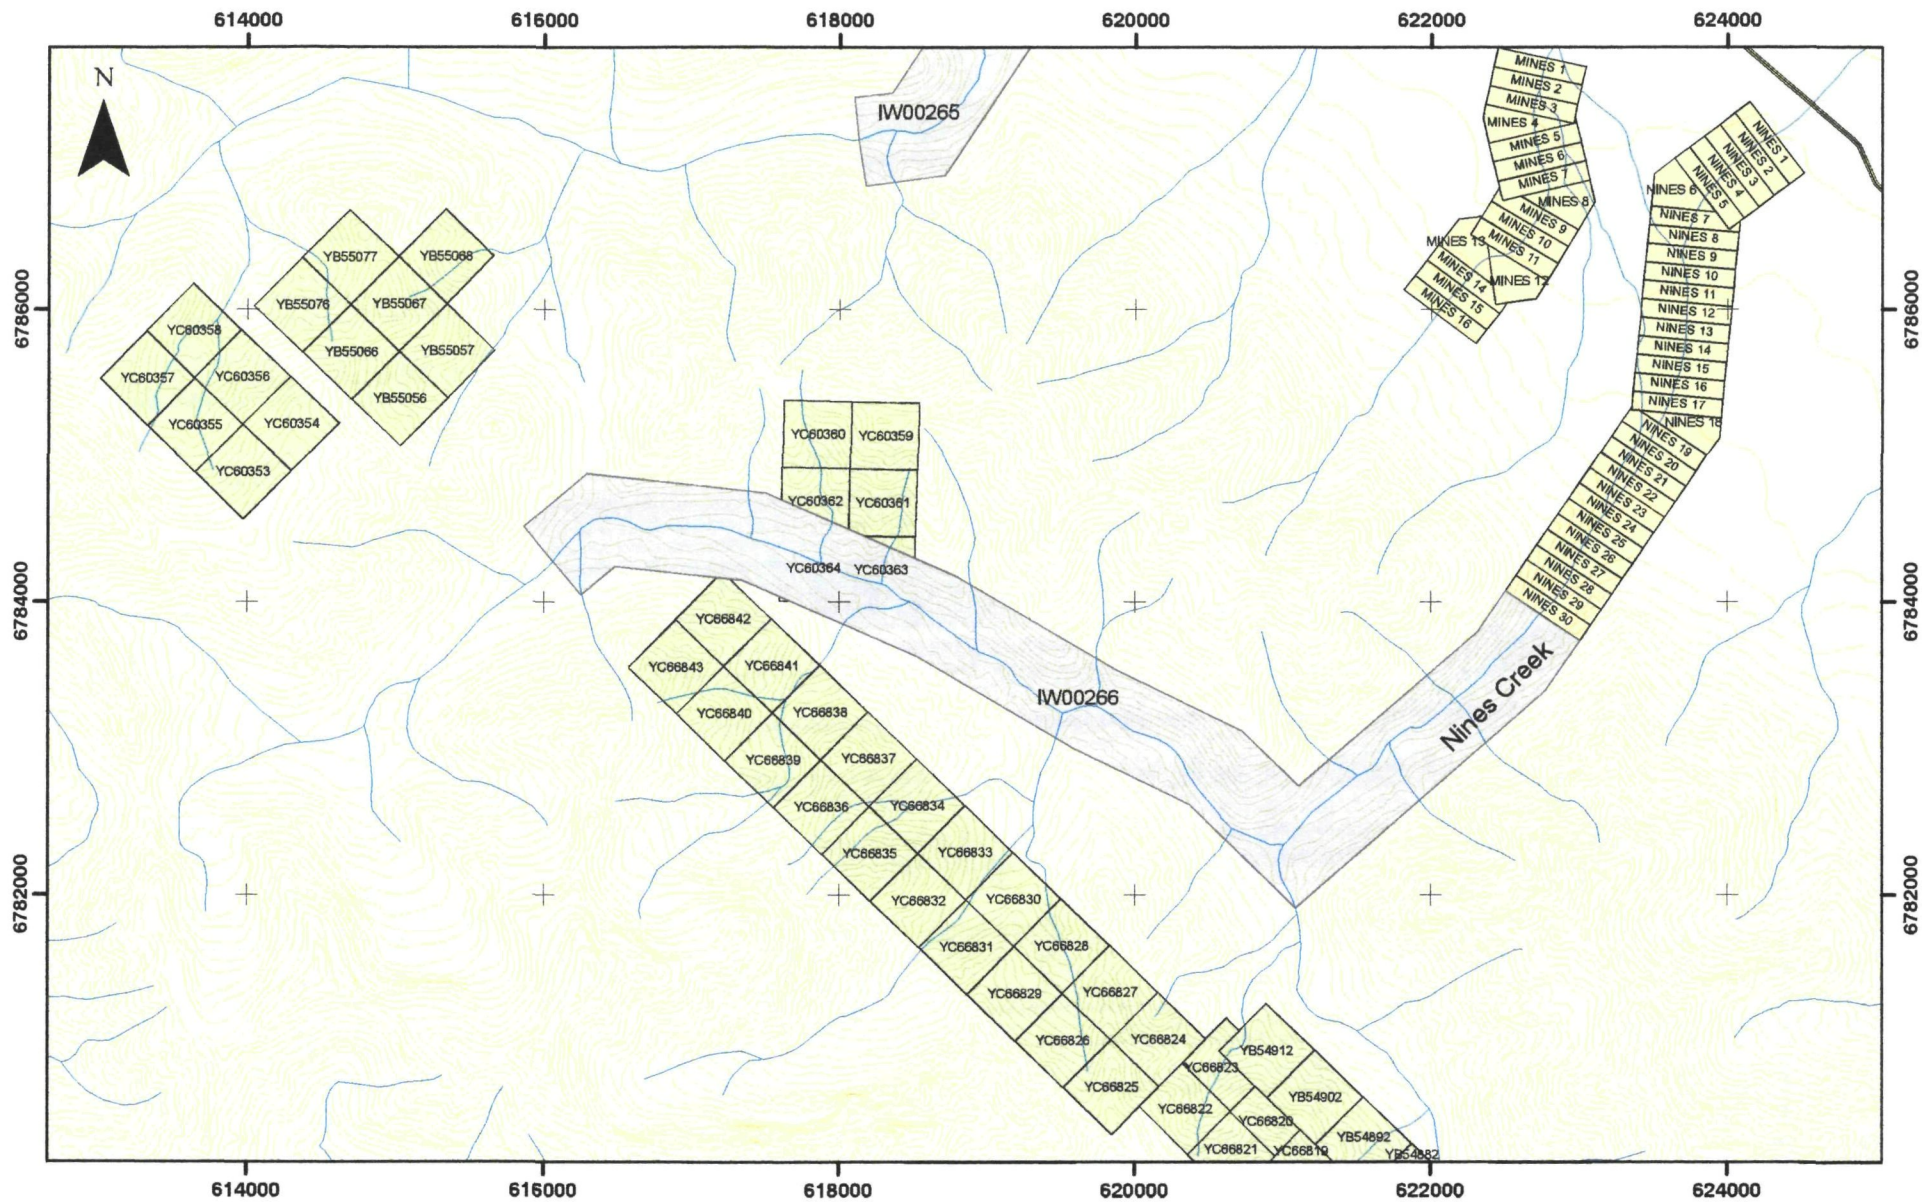 614000
616000
618000
620000
622000
624000
N
IW00265
MINES 1
MINES 2
MINES 3
MINES 4
MINES 5
MINES 6
MINES 7
MINES 8
MINES 9
MINES 10
MINES 11
MINES 12
MINES 13
MINES 14
MINES 15
MINES 16
NINES 1
NINES 2
NINES 3
NINES 4
NINES 5
NINES 6
NINES 7
NINES 8
NINES 9
NINES 10
NINES 11
NINES 12
NINES 13
NINES 14
NINES 15
NINES 16
NINES 17
NINES 18
NINES 19
NINES 20
NINES 21
NINES 22
NINES 23
NINES 24
NINES 25
NINES 26
NINES 27
NINES 28
NINES 29
NINES 30
YB55077
YB55068
YB55076
YB55067
YB55066
YB55057
YB55056
6786000
6786000
YC60358
YC60357
YC60356
YC60355
YC60354
YC60353
YC60360
YC60359
YC60362
YC60361
YC60364
YC60363
6784000
6784000
YC66842
YC66843
YC66841
IW00266
Nines Creek
YC66840
YC66838
YC66839
YC66837
YC66836
YC66834
YC66835
YC66833
6782000
6782000
YC66832
YC66830
YC66831
YC66828
YC66829
YC66827
YC66826
YC66824
YB54912
YC66823
YC66825
YB54902
YC66822
YC66820
YB54892
YC66821
YC66819
YB54882
614000
616000
618000
620000
622000
624000